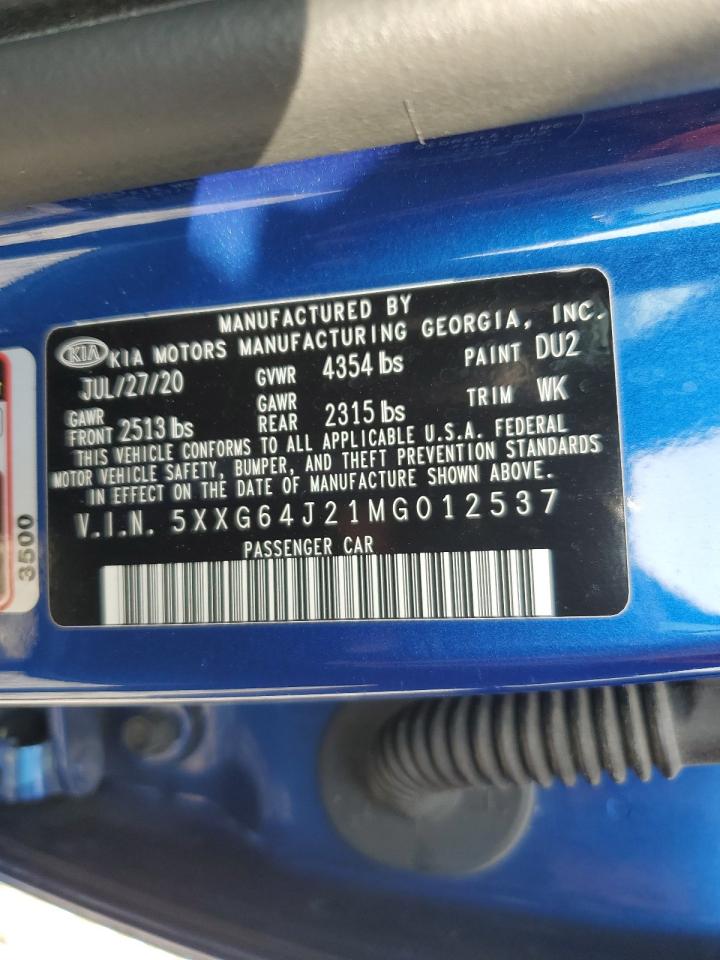 MANUFACTURED BY
KIA KIA MOTORS MANUFACTURING GEORGIA, INC.
JUL/27/20 GVWR 4354 lbs PAINT DU2
GAWR FRONT 2513 lbs GAWR REAR 2315 lbs TRIM WK
THIS VEHICLE CONFORMS TO ALL APPLICABLE U.S.A. FEDERAL
MOTOR VEHICLE SAFETY, BUMPER, AND THEFT PREVENTION STANDARDS
IN EFFECT ON THE DATE OF MANUFACTURE SHOWN ABOVE.
V.I.N. 5XXG64J21MG012537
PASSENGER CAR
3500